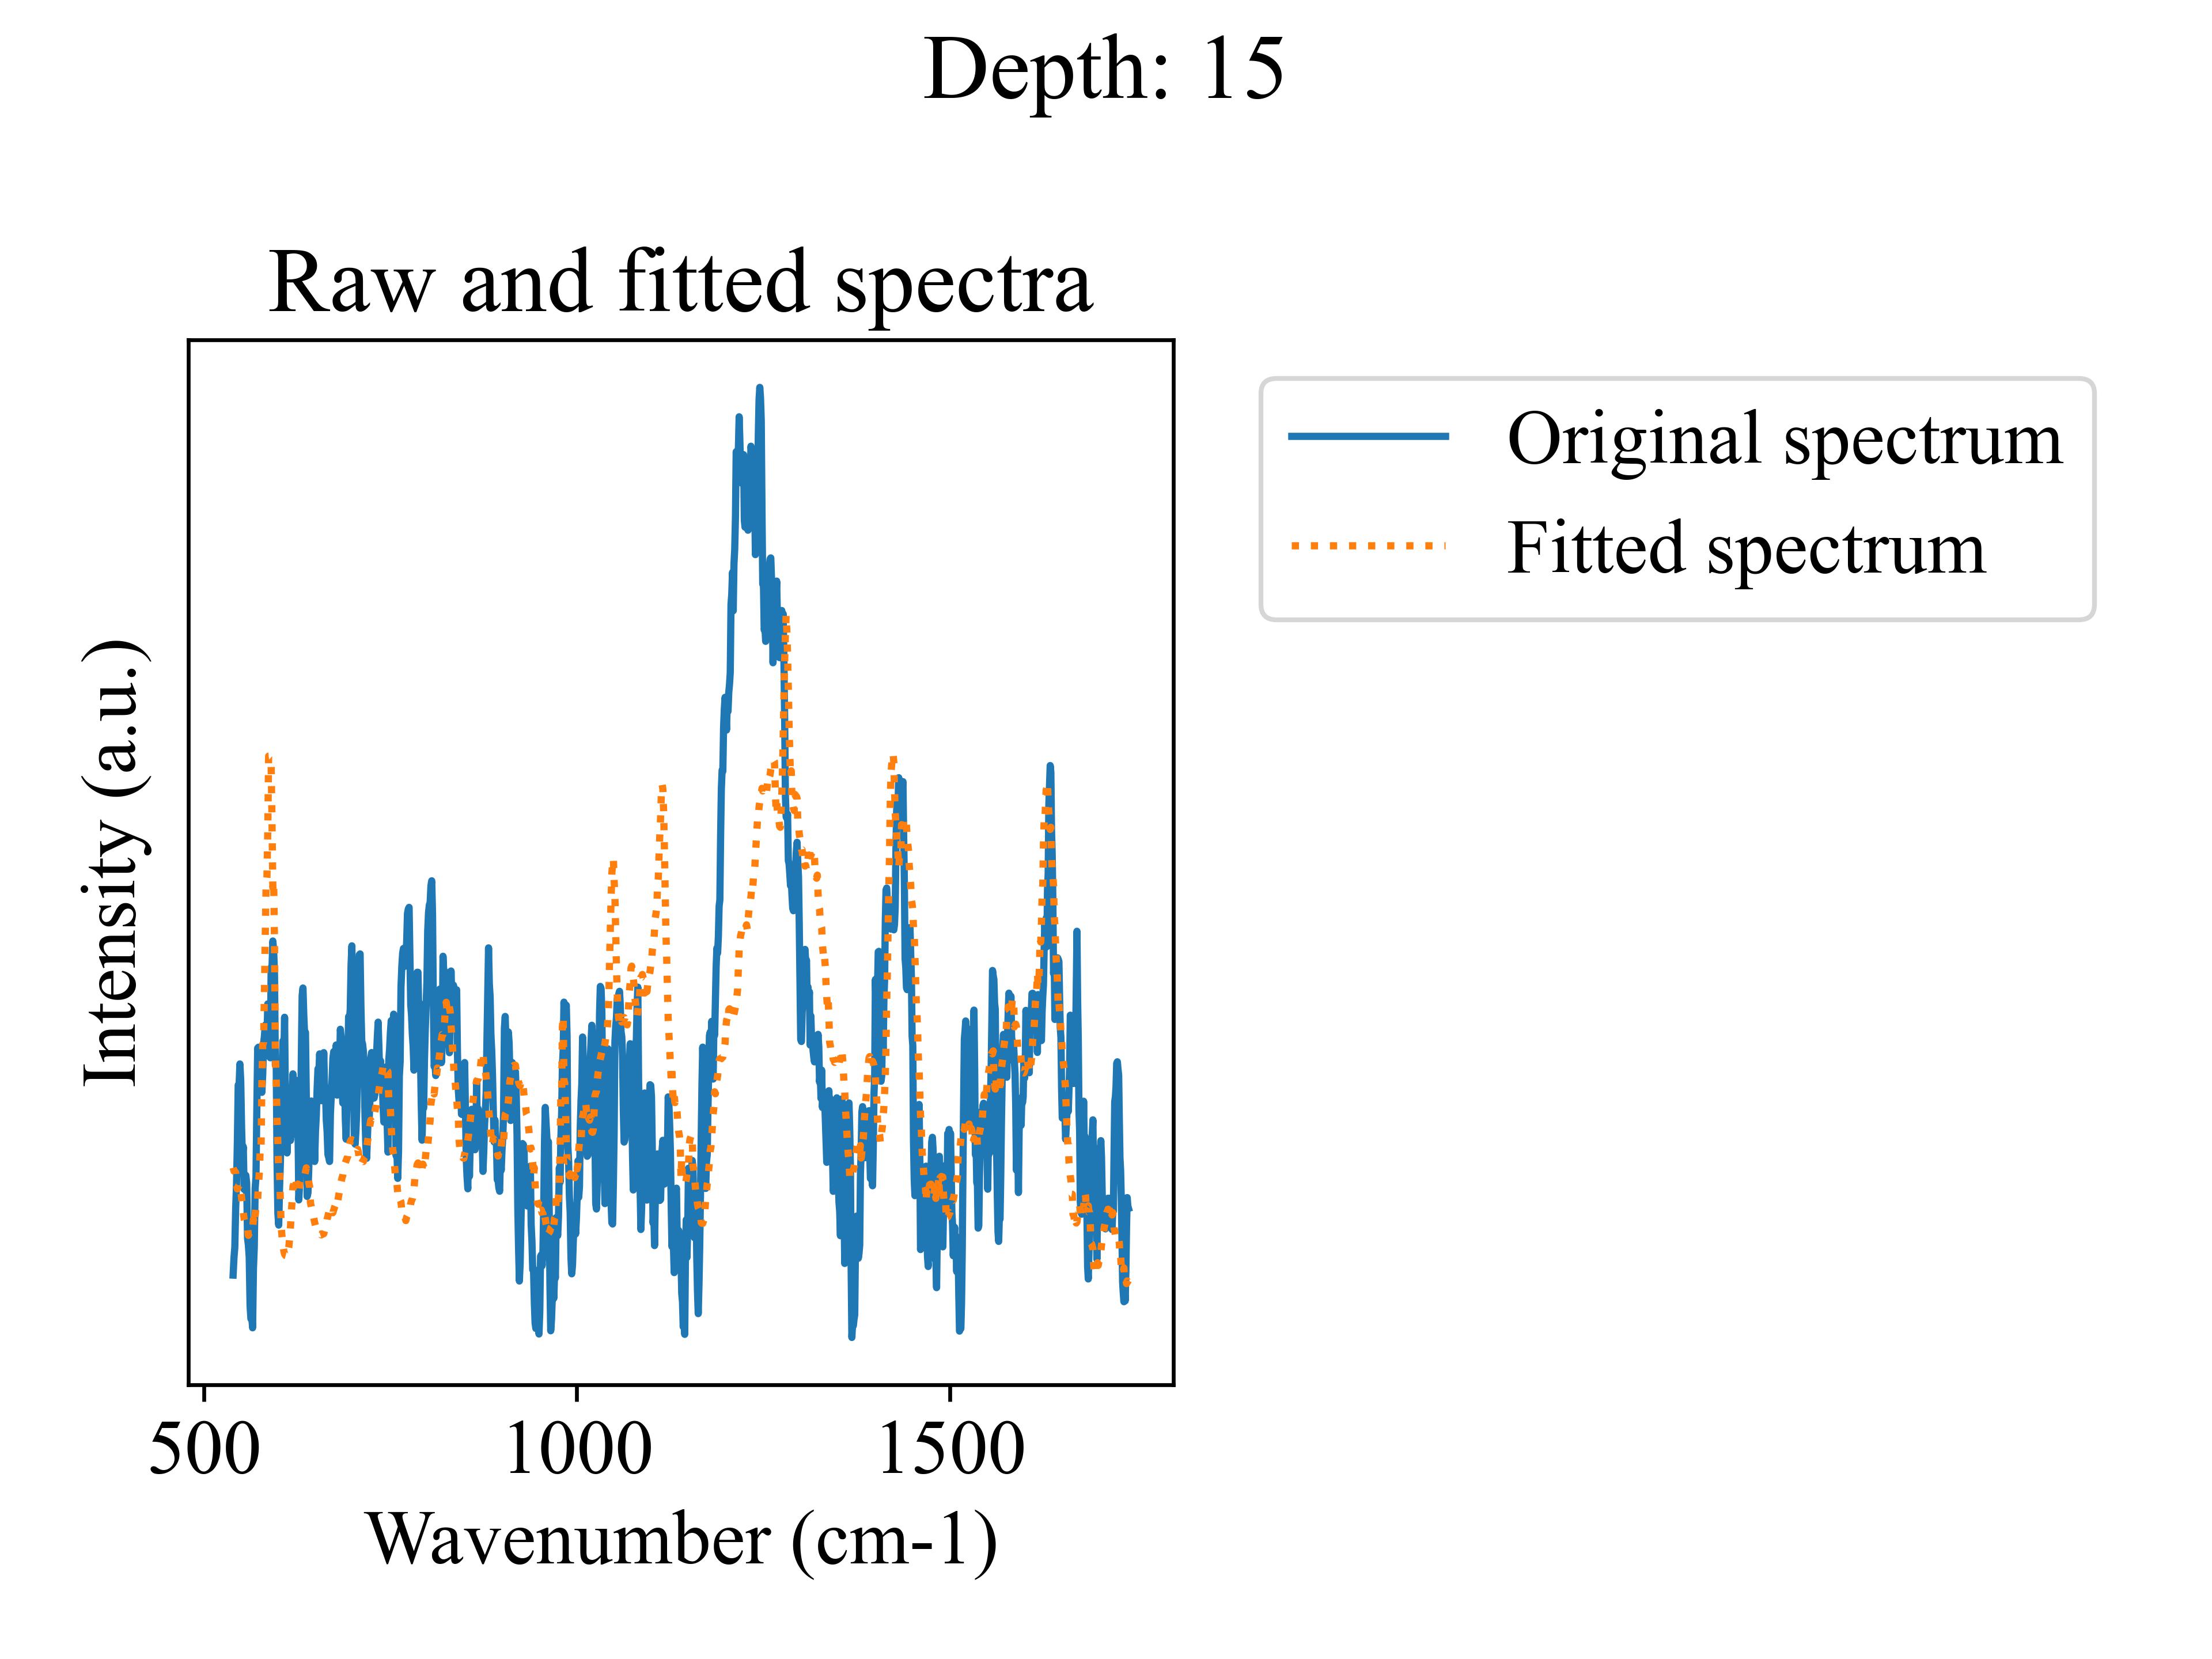 Depth: 15
Raw and fitted spectra
Original spectrum
Fitted spectrum
Intensity (a.u.)
500 1000 1500
Wavenumber (cm-1)